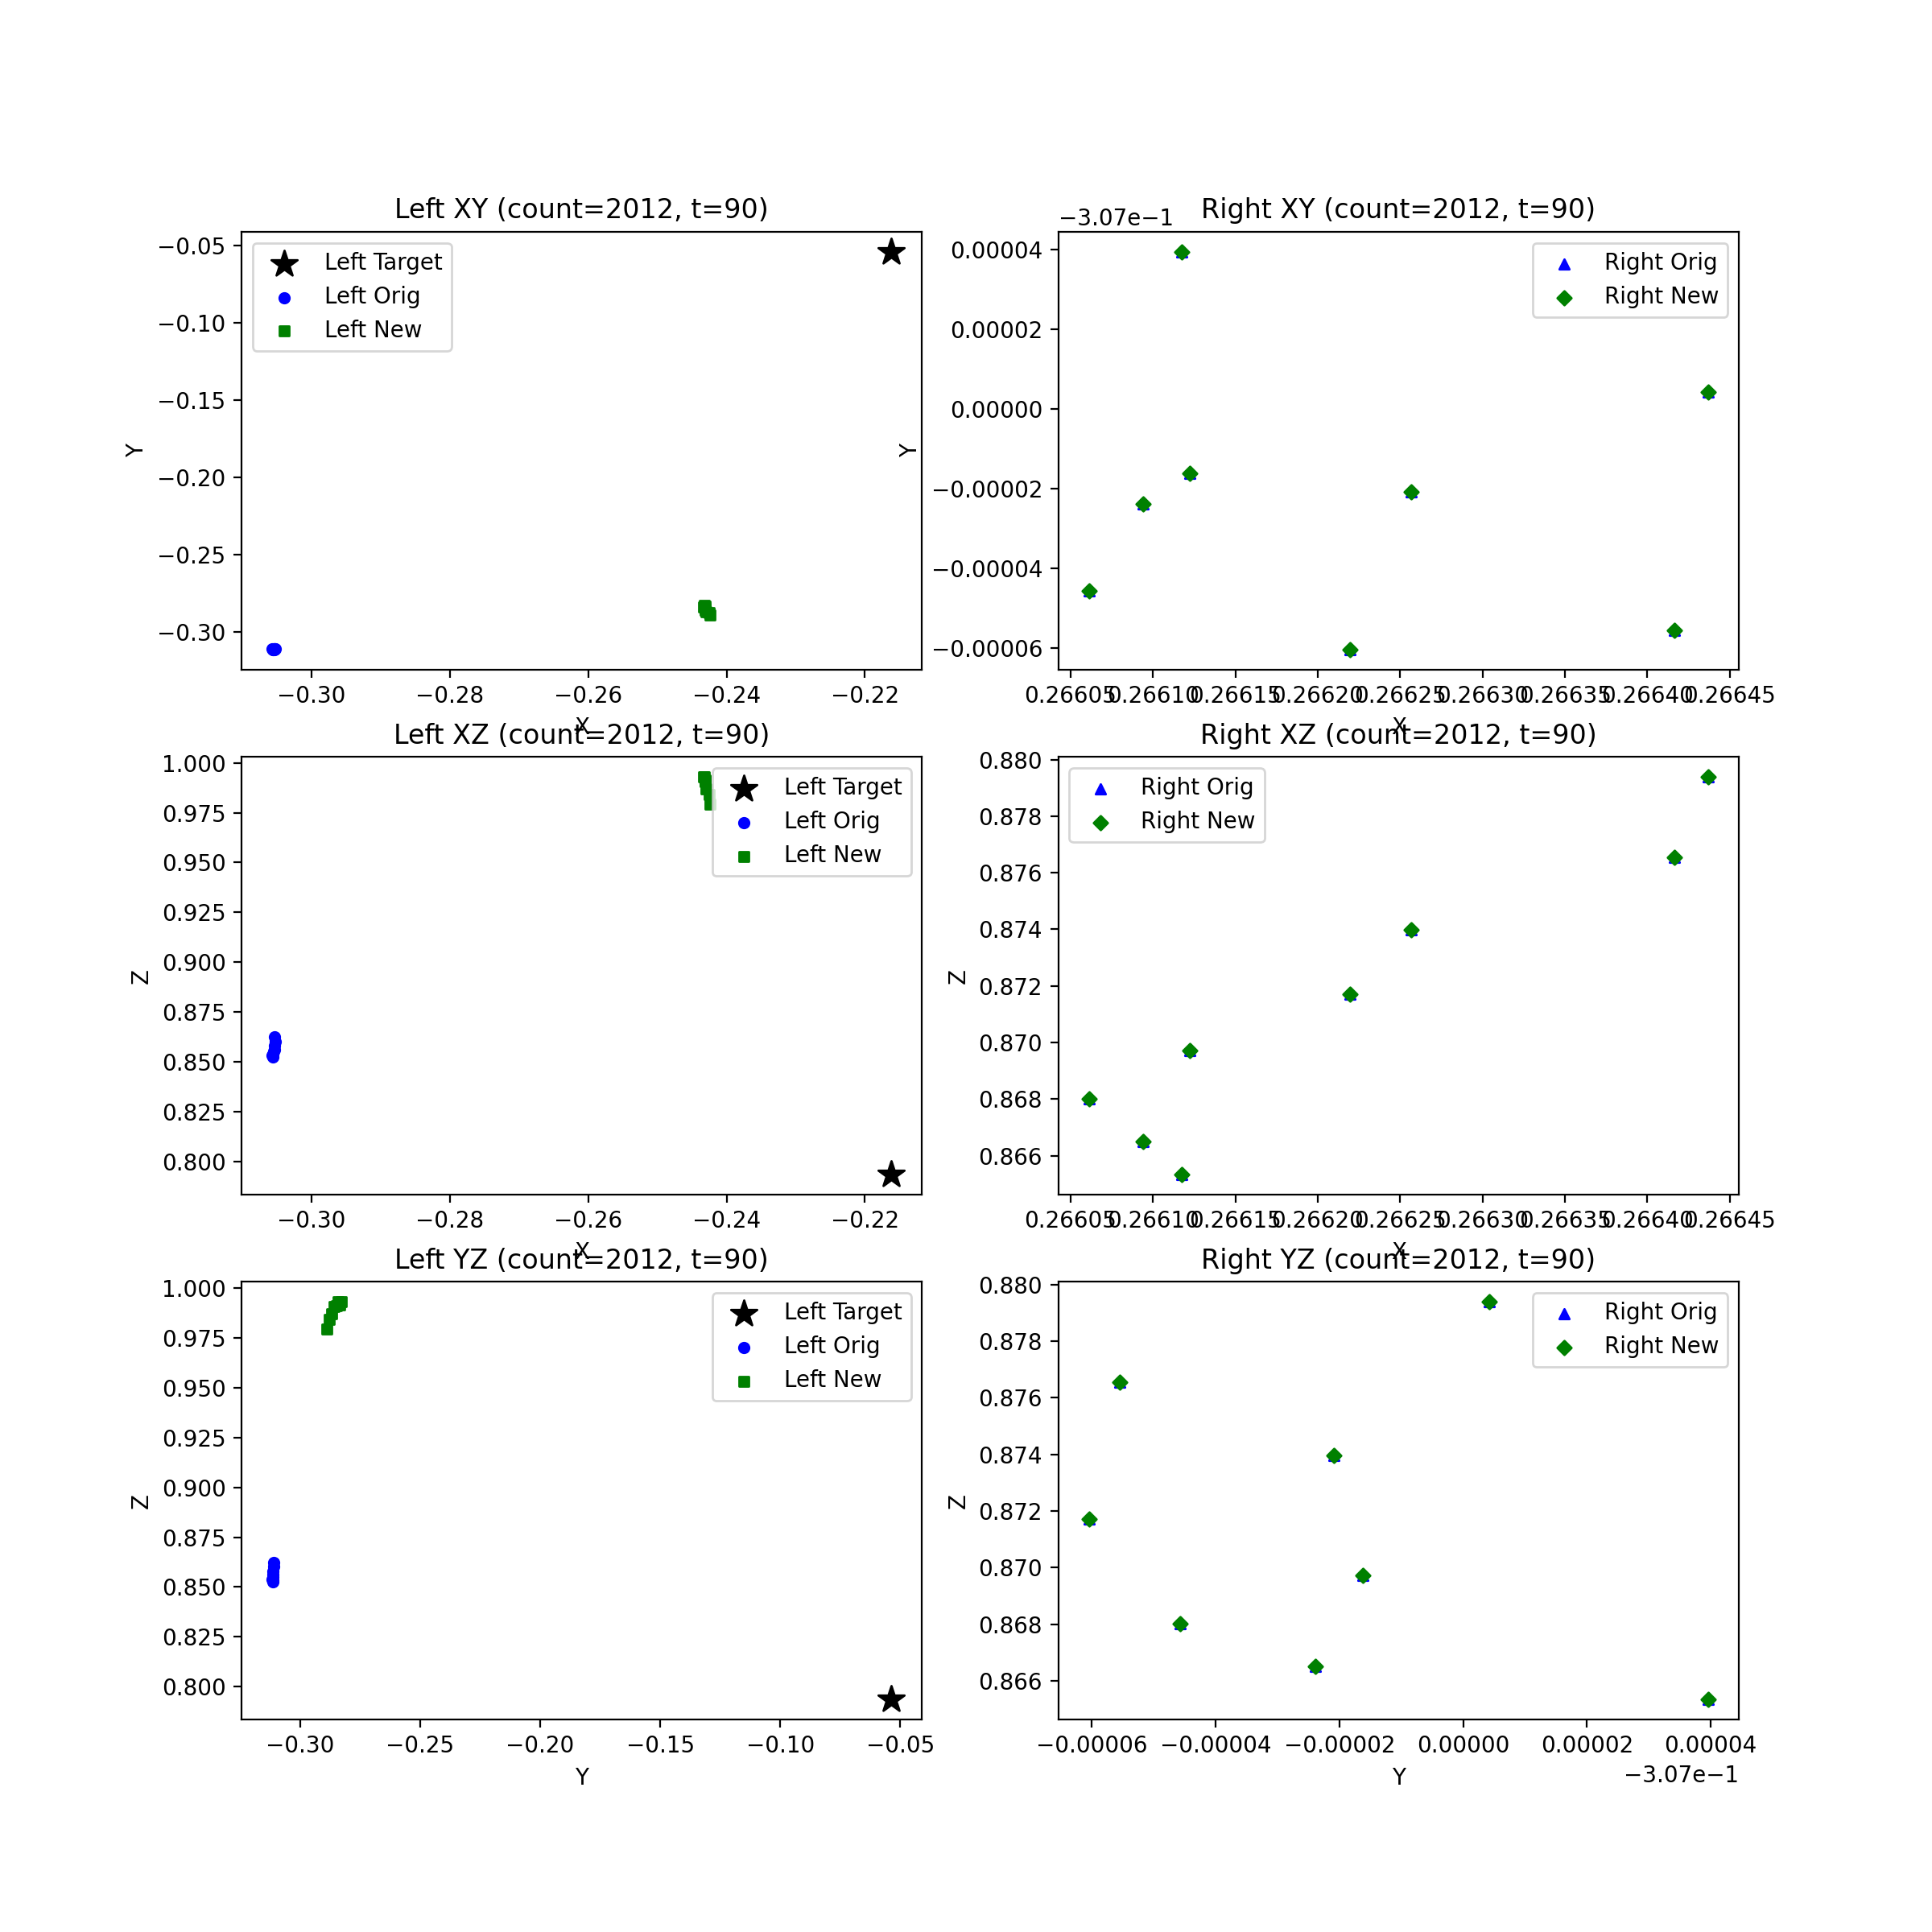 Left XY (count=2012, t=90)
−0.05
−0.10
−0.15
−0.20
−0.25
−0.30
Y
Left Target
Left Orig
Left New
−0.30 −0.28 −0.26 −0.24 −0.22
X
Right XY (count=2012, t=90)
−3.07e−1
0.00004
0.00002
0.00000
−0.00002
−0.00004
−0.00006
Y
Right Orig
Right New
0.26605 0.26610 0.26615 0.26620 0.26625 0.26630 0.26635 0.26640 0.26645
X
Left XZ (count=2012, t=90)
1.000
0.975
0.950
0.925
0.900
0.875
0.850
0.825
0.800
Z
Left Target
Left Orig
Left New
−0.30 −0.28 −0.26 −0.24 −0.22
X
Right XZ (count=2012, t=90)
0.880
0.878
0.876
0.874
0.872
0.870
0.868
0.866
Z
Right Orig
Right New
0.26605 0.26610 0.26615 0.26620 0.26625 0.26630 0.26635 0.26640 0.26645
X
Left YZ (count=2012, t=90)
1.000
0.975
0.950
0.925
0.900
0.875
0.850
0.825
0.800
Z
Left Target
Left Orig
Left New
−0.30 −0.25 −0.20 −0.15 −0.10 −0.05
Y
Right YZ (count=2012, t=90)
0.880
0.878
0.876
0.874
0.872
0.870
0.868
0.866
Z
Right Orig
Right New
−0.00006 −0.00004 −0.00002 0.00000 0.00002 0.00004
Y
−3.07e−1